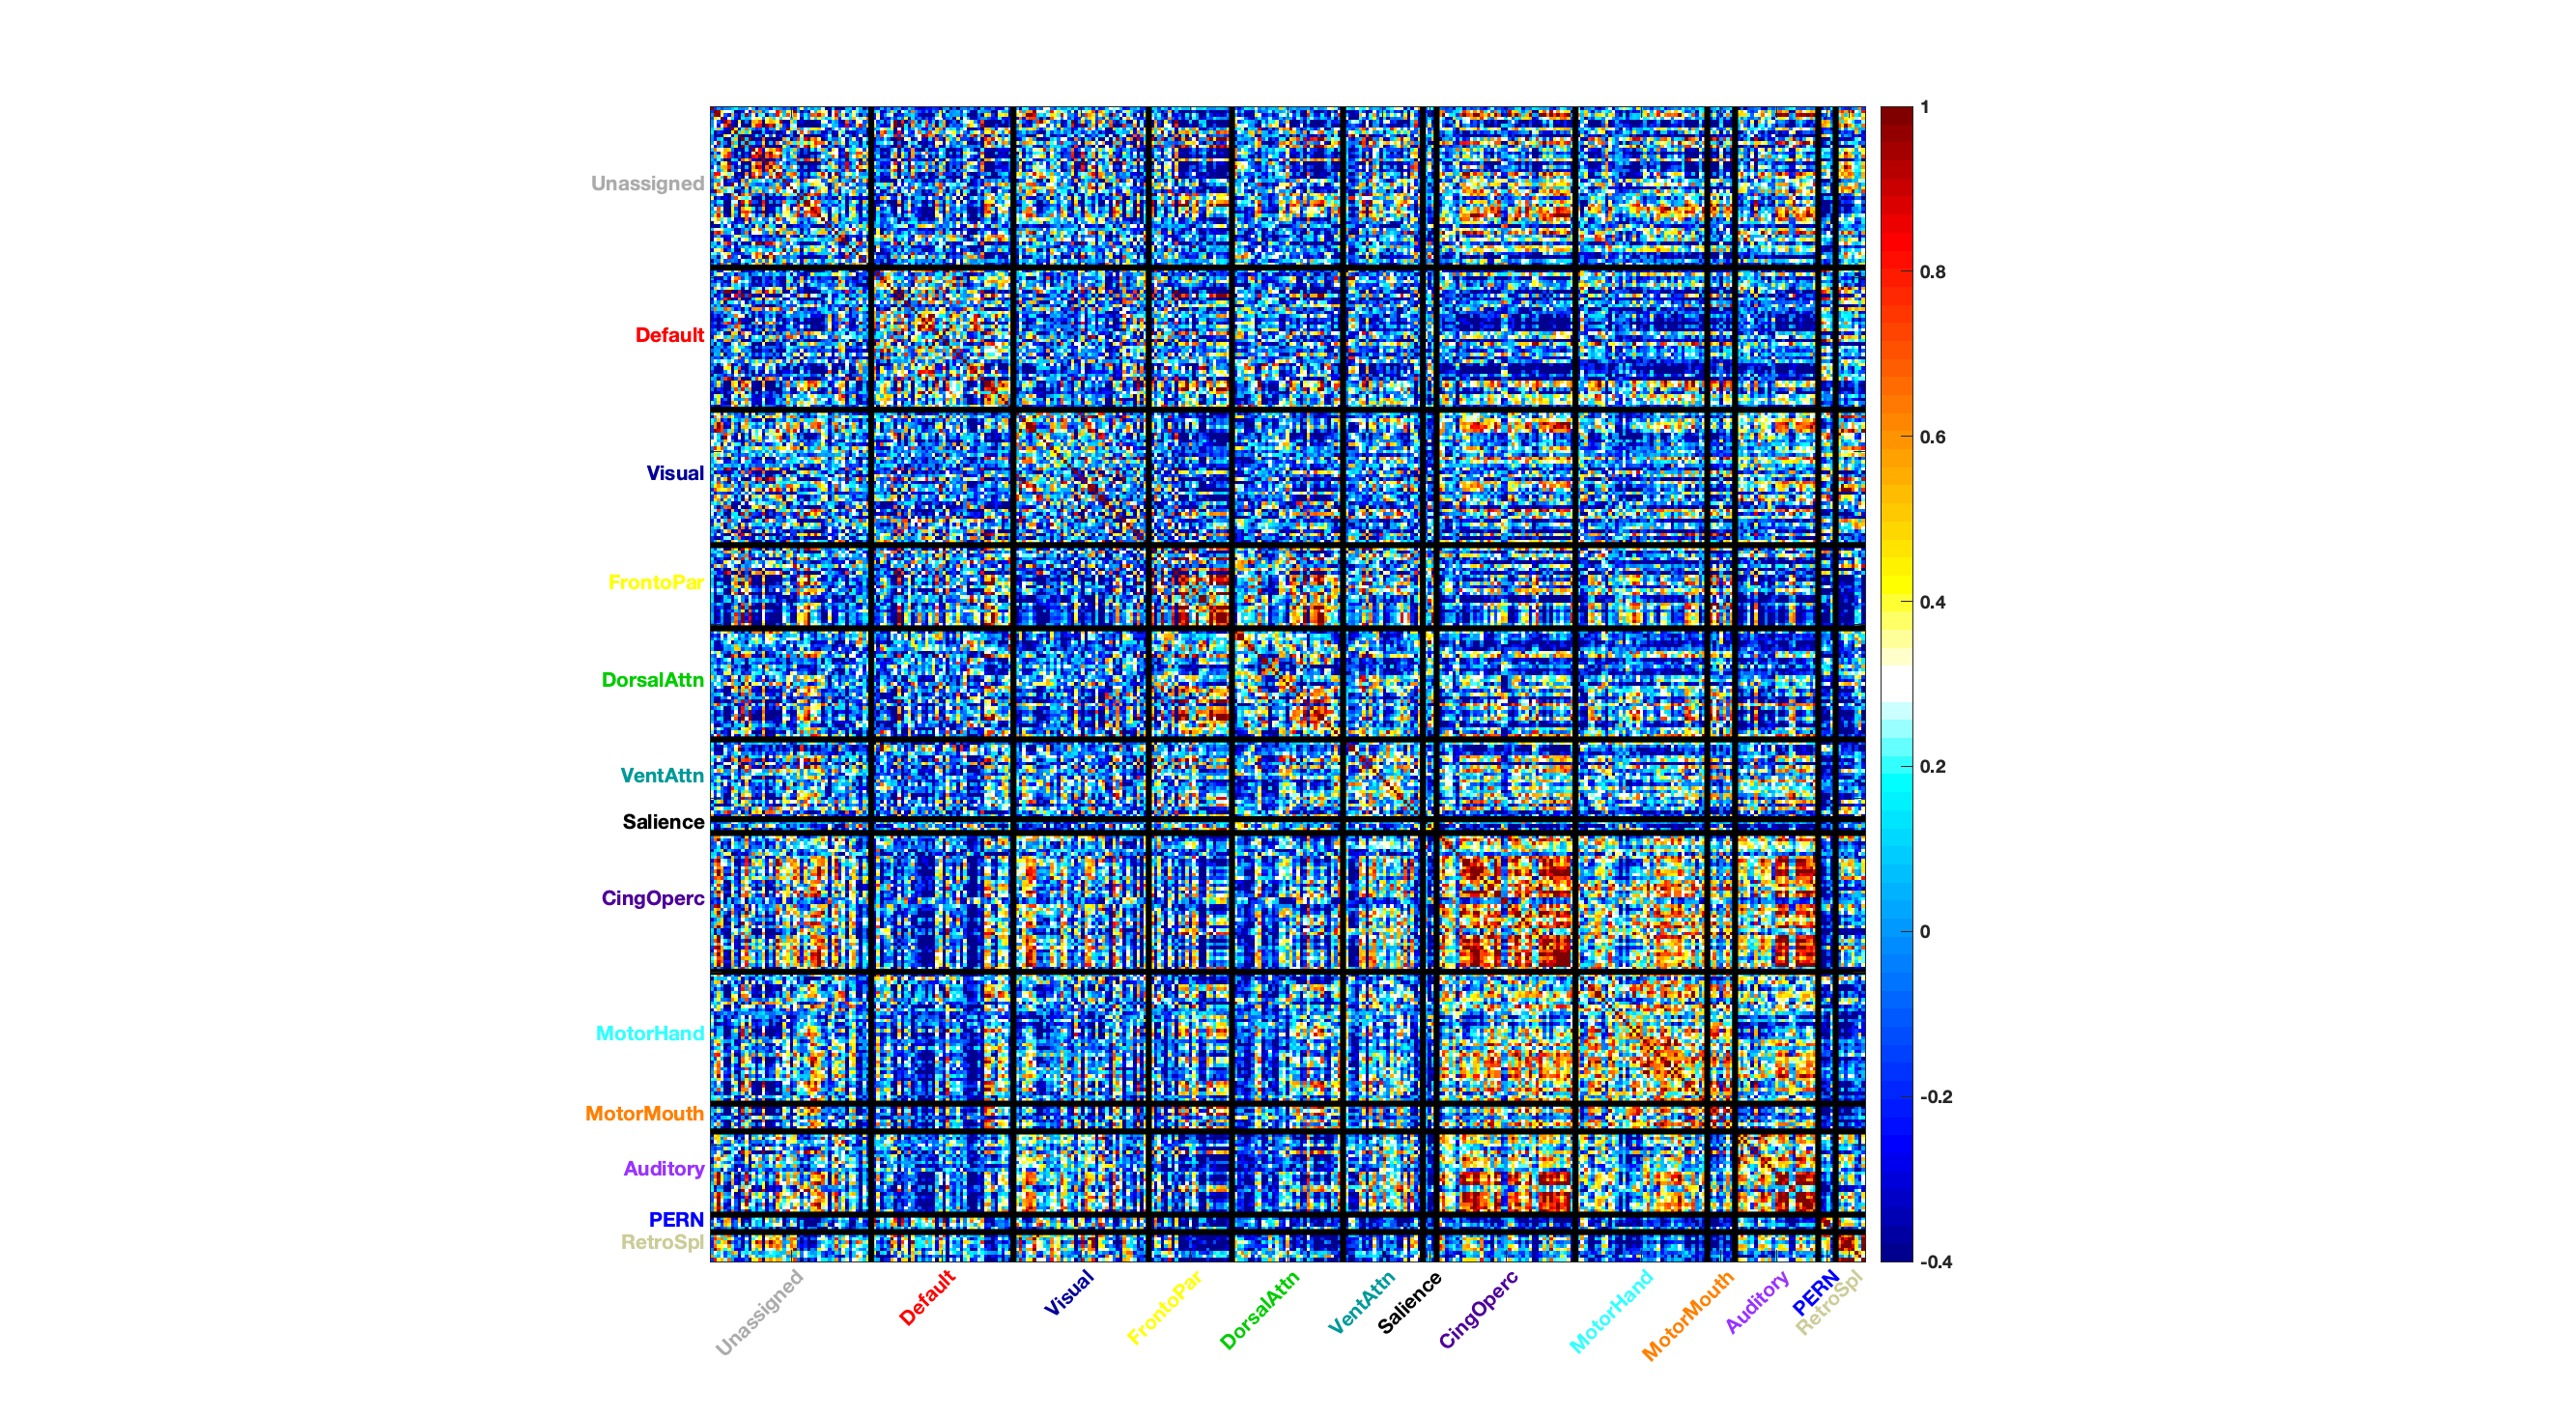 Unassigned
Default
Visual
FrontoPar
DorsalAttn
VentAttn
Salience
CingOperc
MotorHand
MotorMouth
Auditory
PERN
RetroSpl
Unassigned
Default
Visual
FrontoPar
DorsalAttn
VentAttn
Salience
CingOperc
MotorHand
MotorMouth
Auditory
PERN
RetroSpl
1
0.8
0.6
0.4
0.2
0
-0.2
-0.4